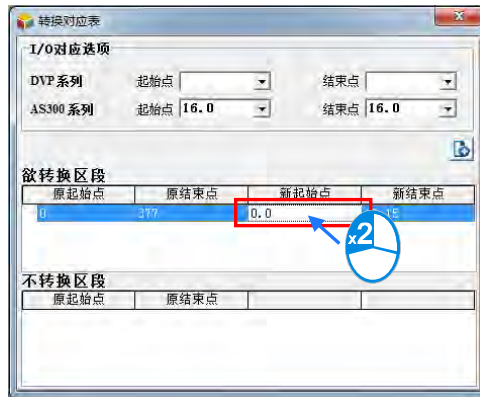 转换对应表
I/O对应选项
DVP系列 起始点 结束点
AS300系列 起始点 16.0 结束点 16.0
欲转换区段
原起始点 原结束点 新起始点 新结束点
0 277 0.0 15
不转换区段
原起始点 原结束点
x2